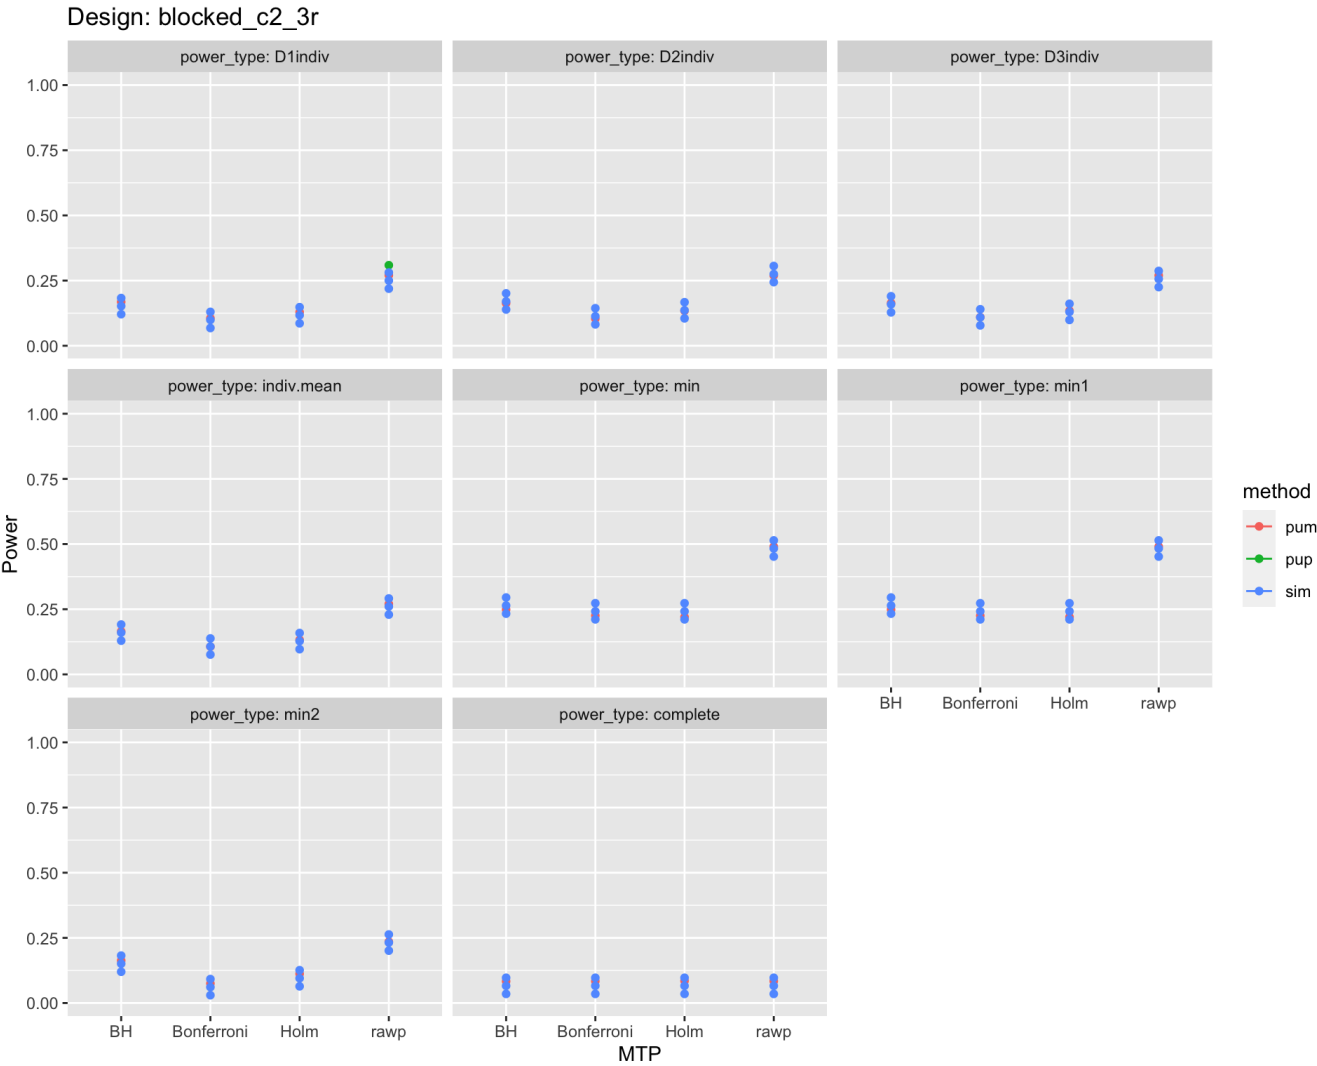 Design: blocked_c2_3r
power_type: D1indiv
power_type: D2indiv
power_type: D3indiv
1.00
0.75
0.50
0.25
0.00
power_type: indiv.mean
power_type: min
power_type: min1
1.00
0.75
0.50
0.25
0.00
BH
Bonferroni
Holm
rawp
power_type: min2
power_type: complete
1.00
0.75
0.50
0.25
0.00
BH
Bonferroni
Holm
rawp
BH
Bonferroni
Holm
rawp
MTP
Power
method
pum
pup
sim